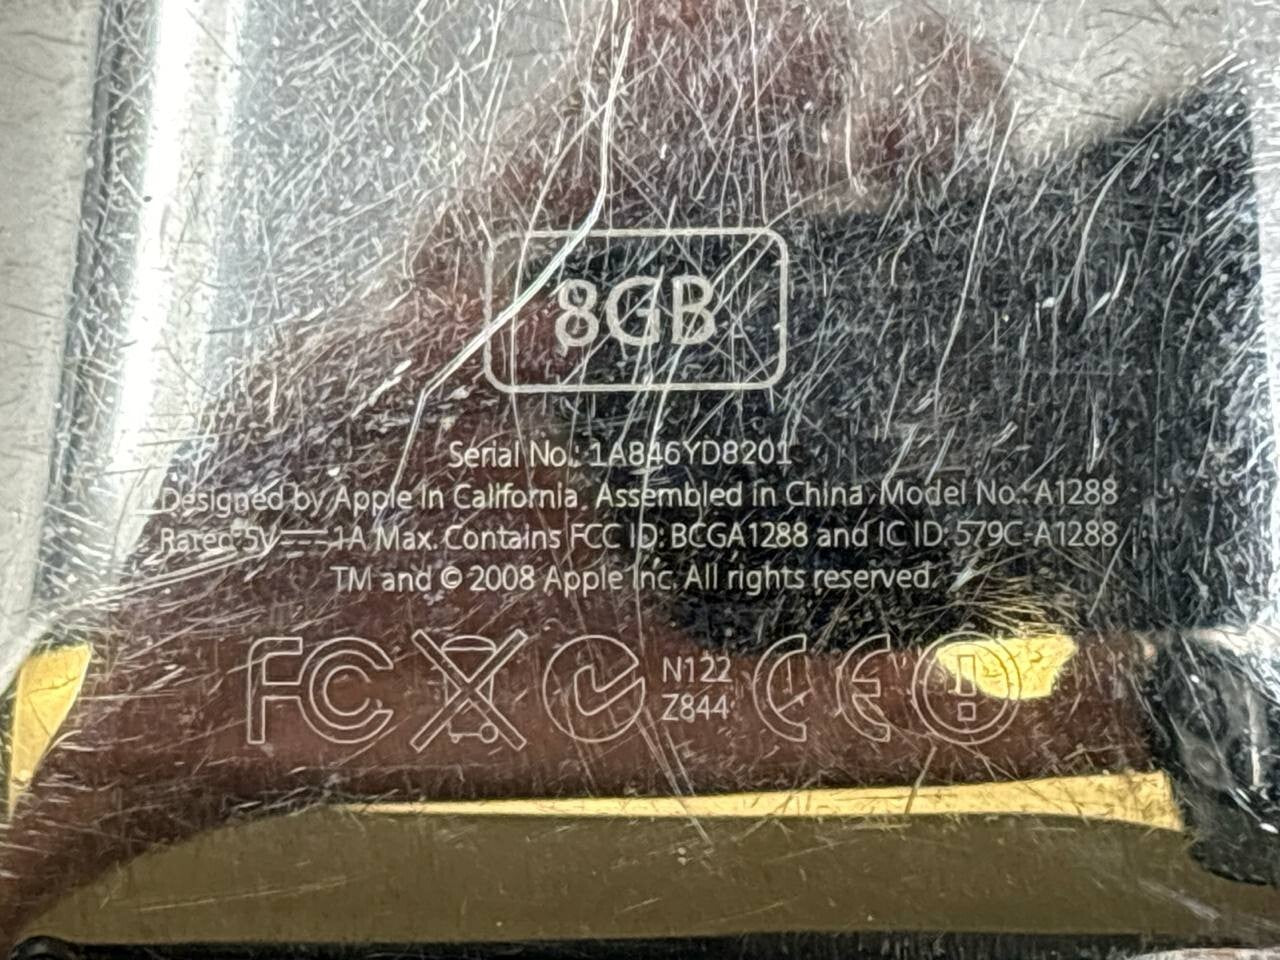 8GB
Serial No.: 1A846YD8201
Designed by Apple in California. Assembled in China. Model No.: A1288
Rated 5V⎓1A Max. Contains FCC ID: BCGA1288 and IC ID: 579C-A1288
TM and © 2008 Apple Inc. All rights reserved.
FC N122 CE !
Z844